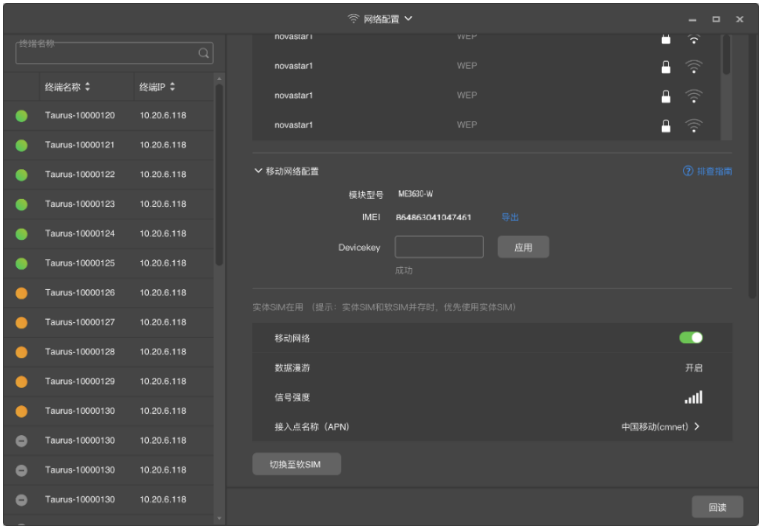 网络配置
终端名称
终端名称 终端IP
Taurus-10000120 10.20.6.118
Taurus-10000121 10.20.6.118
Taurus-10000122 10.20.6.118
Taurus-10000123 10.20.6.118
Taurus-10000124 10.20.6.118
Taurus-10000125 10.20.6.118
Taurus-10000126 10.20.6.118
Taurus-10000127 10.20.6.118
Taurus-10000128 10.20.6.118
Taurus-10000129 10.20.6.118
Taurus-10000130 10.20.6.118
Taurus-10000130 10.20.6.118
Taurus-10000130 10.20.6.118
Taurus-10000130 10.20.6.118
novastar1 WEP
novastar1 WEP
novastar1 WEP
novastar1 WEP
移动网络配置 排查指南
模块型号 ME3630-W
IMEI 864863041047461 导出
Devicekey 应用
成功
实体SIM在用 (提示:实体SIM和软SIM并存时,优先使用实体SIM)
移动网络
数据漫游 开启
信号强度
接入点名称(APN) 中国移动(cmnet)
切换至软SIM
回读